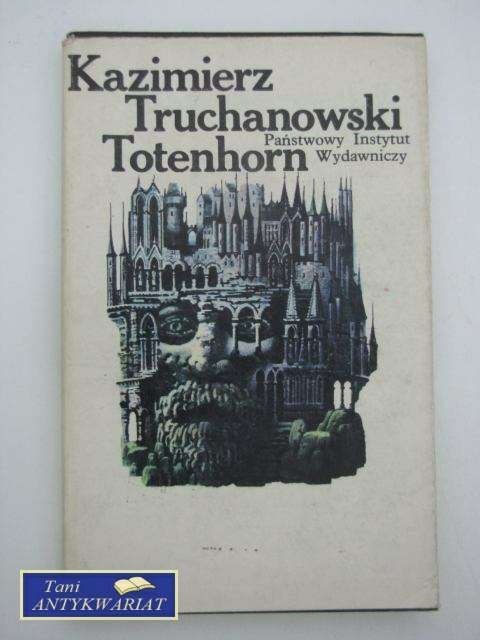 Kazimierz
Truchanowski
Państwowy Instytut
Totenhorn Wydawniczy
Tani
ANTYKWARIAT